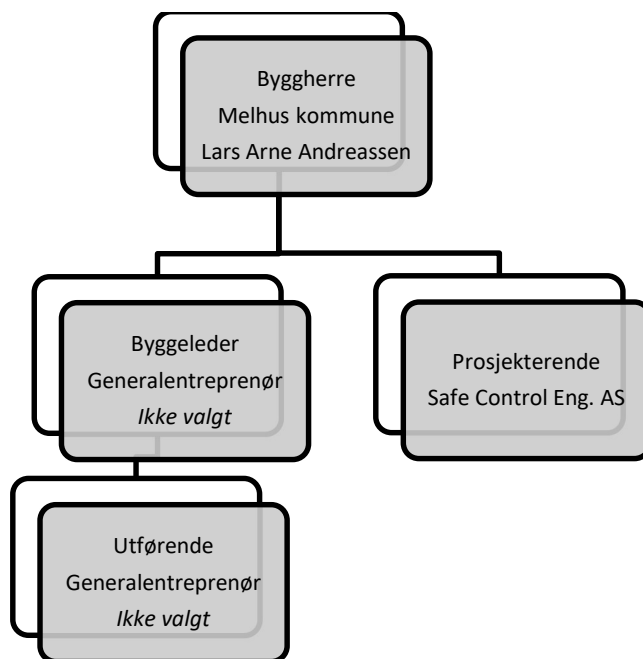 Byggherre
Melhus kommune
Lars Arne Andreassen
Byggeleder
Generalentreprenør
Ikke valgt
Prosjekterende
Safe Control Eng. AS
Utførende
Generalentreprenør
Ikke valgt